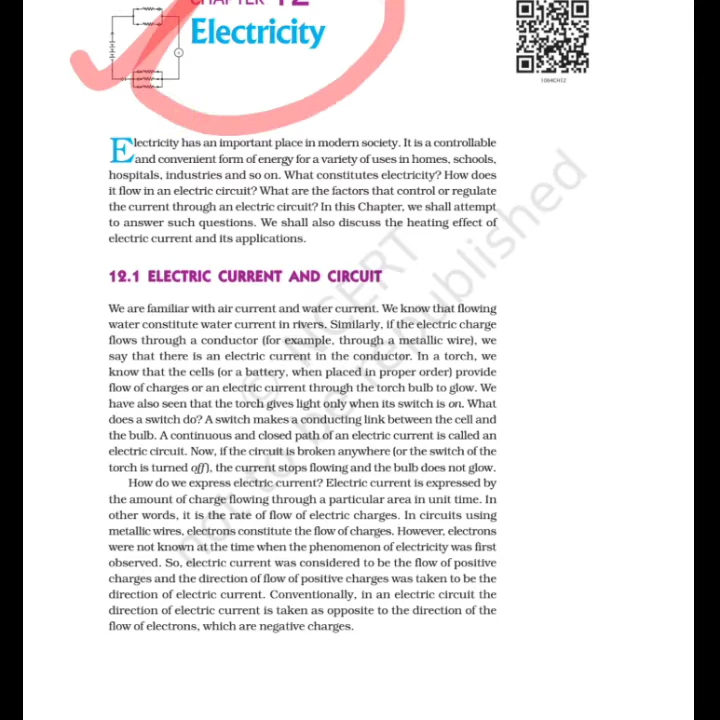 CHAPTER 12
Electricity
1064CH12
Electricity has an important place in modern society. It is a controllable
and convenient form of energy for a variety of uses in homes, schools,
hospitals, industries and so on. What constitutes electricity? How does
it flow in an electric circuit? What are the factors that control or regulate
the current through an electric circuit? In this Chapter, we shall attempt
to answer such questions. We shall also discuss the heating effect of
electric current and its applications.
12.1 ELECTRIC CURRENT AND CIRCUIT
We are familiar with air current and water current. We know that flowing
water constitute water current in rivers. Similarly, if the electric charge
flows through a conductor (for example, through a metallic wire), we
say that there is an electric current in the conductor. In a torch, we
know that the cells (or a battery, when placed in proper order) provide
flow of charges or an electric current through the torch bulb to glow. We
have also seen that the torch gives light only when its switch is on. What
does a switch do? A switch makes a conducting link between the cell and
the bulb. A continuous and closed path of an electric current is called an
electric circuit. Now, if the circuit is broken anywhere (or the switch of the
torch is turned off), the current stops flowing and the bulb does not glow.
How do we express electric current? Electric current is expressed by
the amount of charge flowing through a particular area in unit time. In
other words, it is the rate of flow of electric charges. In circuits using
metallic wires, electrons constitute the flow of charges. However, electrons
were not known at the time when the phenomenon of electricity was first
observed. So, electric current was considered to be the flow of positive
charges and the direction of flow of positive charges was taken to be the
direction of electric current. Conventionally, in an electric circuit the
direction of electric current is taken as opposite to the direction of the
flow of electrons, which are negative charges.
© NCERT
not to be republished